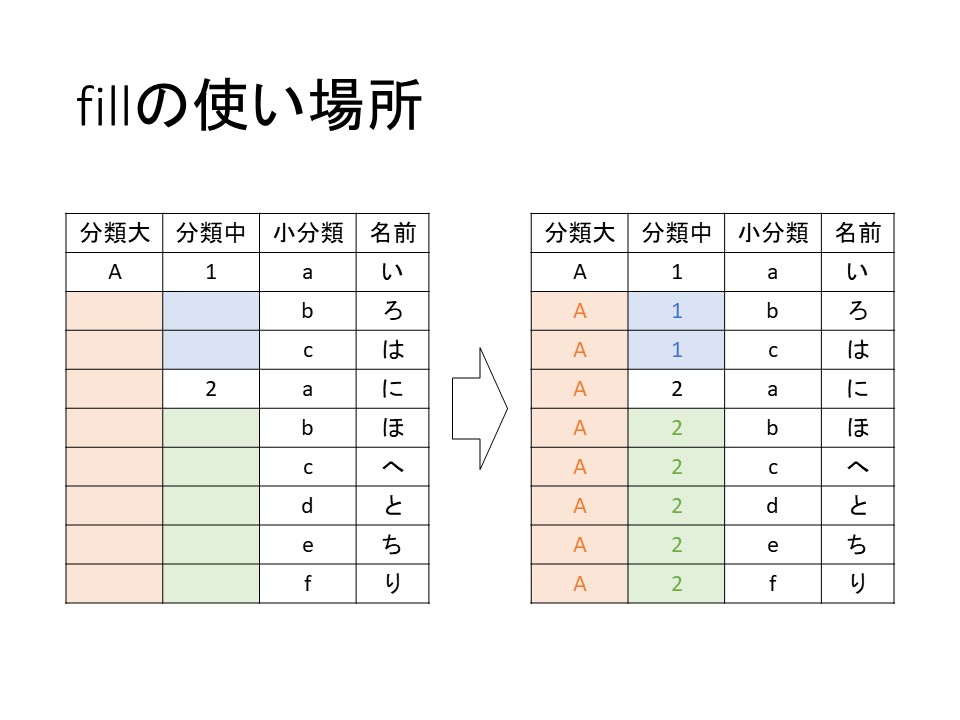 fillの使い場所
分類大 分類中 小分類 名前
A 1 a い
b ろ
c は
2 a に
b ほ
c へ
d と
e ち
f り
分類大 分類中 小分類 名前
A 1 a い
A 1 b ろ
A 1 c は
A 2 a に
A 2 b ほ
A 2 c へ
A 2 d と
A 2 e ち
A 2 f り